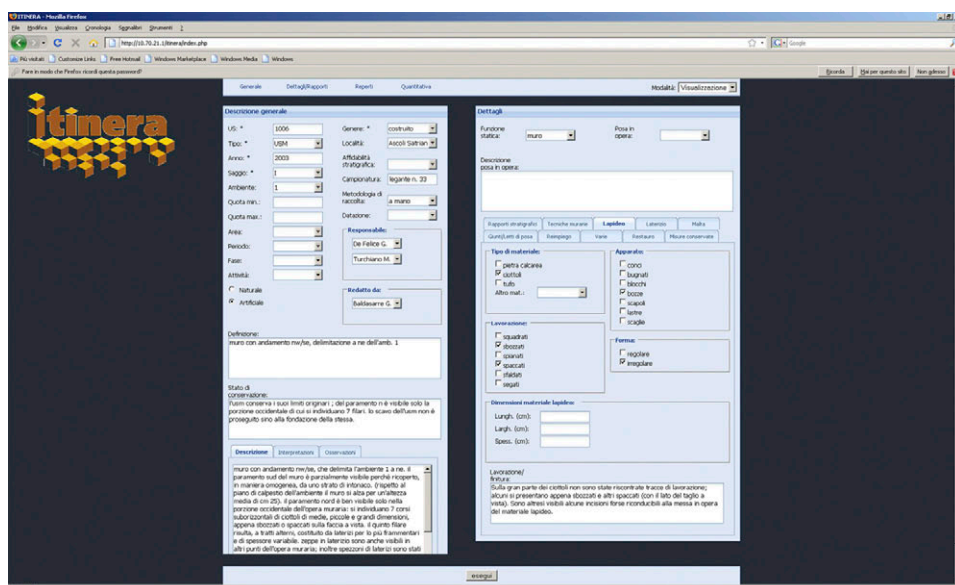 ITINERA - Mozilla Firefox
File Modifica Visualizza Cronologia Segnalibri Strumenti ?
http://10.70.21.1/itinera/index.php
Google
Più visitati Customize Links Free Hotmail Windows Marketplace Windows Media Windows
Fare in modo che Firefox ricordi questa password?
Ricorda Mai per questo sito Non adesso
itinera
Generale Dettagli/Rapporti Reperti Quantitativa
Modalità: Visualizzazione
Descrizione generale
US: * 1006
Genere: * costruito
Tipo: * USM
Località: Ascoli Satrian
Anno: * 2003
Affidabilità stratigrafica:
Saggio: * I
Campionatura: legante n. 33
Ambiente: 1
Metodologia di raccolta: a mano
Quota min.:
Quota max.:
Datazione:
Area:
Responsabile:
De Felice G.
Periodo:
Fase:
Turchiano M.
Attività:
Naturale
Artificiale
Redatto da:
Baldasarre G.
Definizione:
muro con andamento nw/se, delimitazione a ne dell'amb. 1
Stato di
conservazione:
l'usm conserva i suoi limiti originari ; del paramento n è visibile solo la
porzione occidentale di cui si individuano 7 filari. lo scavo dell'usm non è
proseguito sino alla fondazione della stessa.
Descrizione Interpretazioni Osservazioni
muro con andamento nw/se, che delimita l'ambiente 1 a ne. il
paramento sud del muro è parzialmente visibile perché ricoperto,
in maniera omogenea, da uno strato di intonaco. (rispetto al
piano di calpestio dell'ambiente il muro si alza per un'altezza
media di cm 25). il paramento nord è ben visibile solo nella
porzione occidentale dell'opera muraria: si individuano 7 corsi
suborizzontali di ciottoli di medie, piccole e grandi dimensioni,
appena sbozzati o spaccati sulla faccia a vista. il quinto filare
risulta, a tratti alterni, costituito da laterizi per lo più frammentari
e di spessore variabile. zeppe in laterizio sono anche visibili in
altri punti dell'opera muraria; inoltre spezzoni di laterizi sono stati
Dettagli
Funzione
statica: muro
Posa in
opera:
Descrizione
posa in opera:
Rapporti stratigrafici Tecniche murarie Lapideo Laterizio Malta
Giunti/Letti di posa Reimpiego Varie Restauro Misure conservate
Tipo di materiale:
pietra calcarea
ciottoli
tufo
Altro mat.:
Apparato:
conci
bugnati
blocchi
bozze
scapoli
lastre
scaglie
Lavorazione:
squadrati
sbozzati
spianati
spaccati
sfaldati
segati
Forma:
regolare
irregolare
Dimensioni materiale lapideo:
Lungh. (cm):
Largh. (cm):
Spess. (cm):
Lavorazione/
finitura:
Sulla gran parte dei ciottoli non sono state riscontrate tracce di lavorazione;
alcuni si presentano appena sbozzati e altri spaccati (con il lato del taglio a
vista). Sono altresì visibili alcune incisioni forse riconducibili alla messa in opera
del materiale lapideo.
esegui